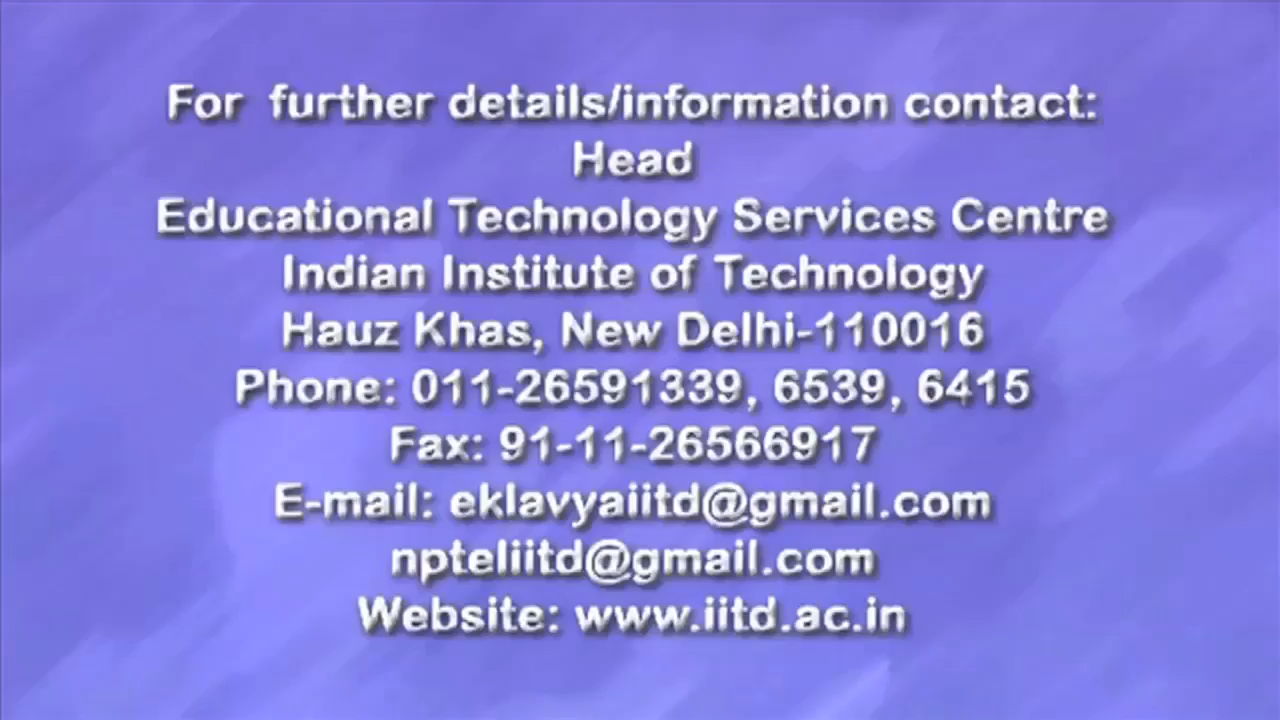 For further details/information contact:
Head
Educational Technology Services Centre
Indian Institute of Technology
Hauz Khas, New Delhi-110016
Phone: 011-26591339, 6539, 6415
Fax: 91-11-26566917
E-mail: eklavyaiitd@gmail.com
npteliitd@gmail.com
Website: www.iitd.ac.in